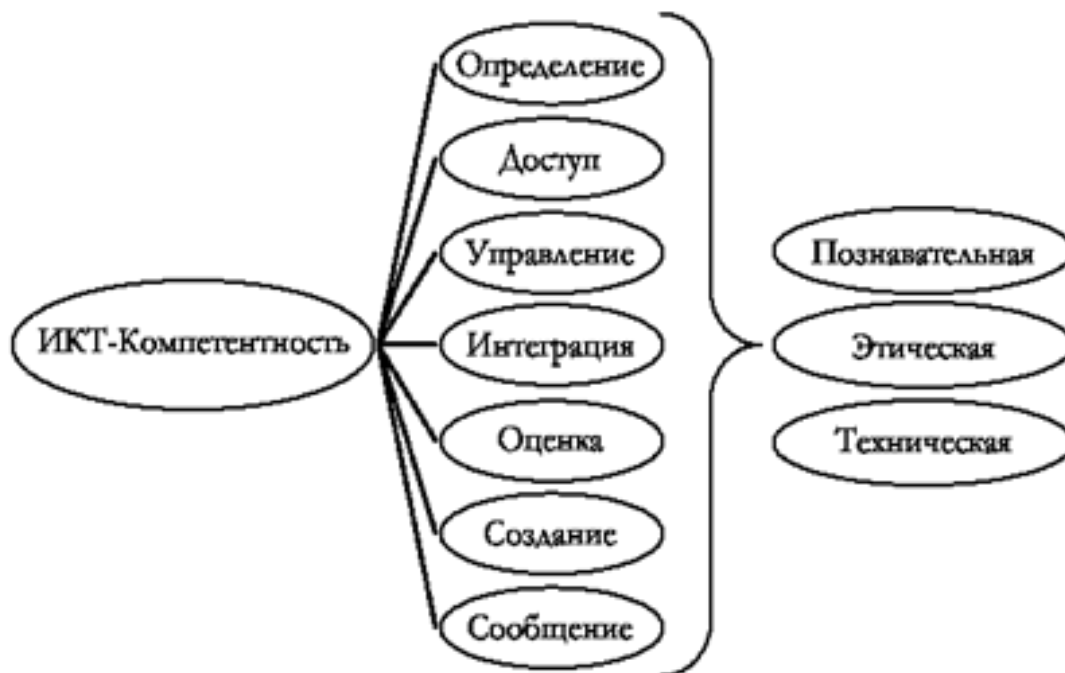 ИКТ-Компетентность
Определение
Доступ
Управление
Интеграция
Оценка
Создание
Сообщение
Познавательная
Этическая
Техническая